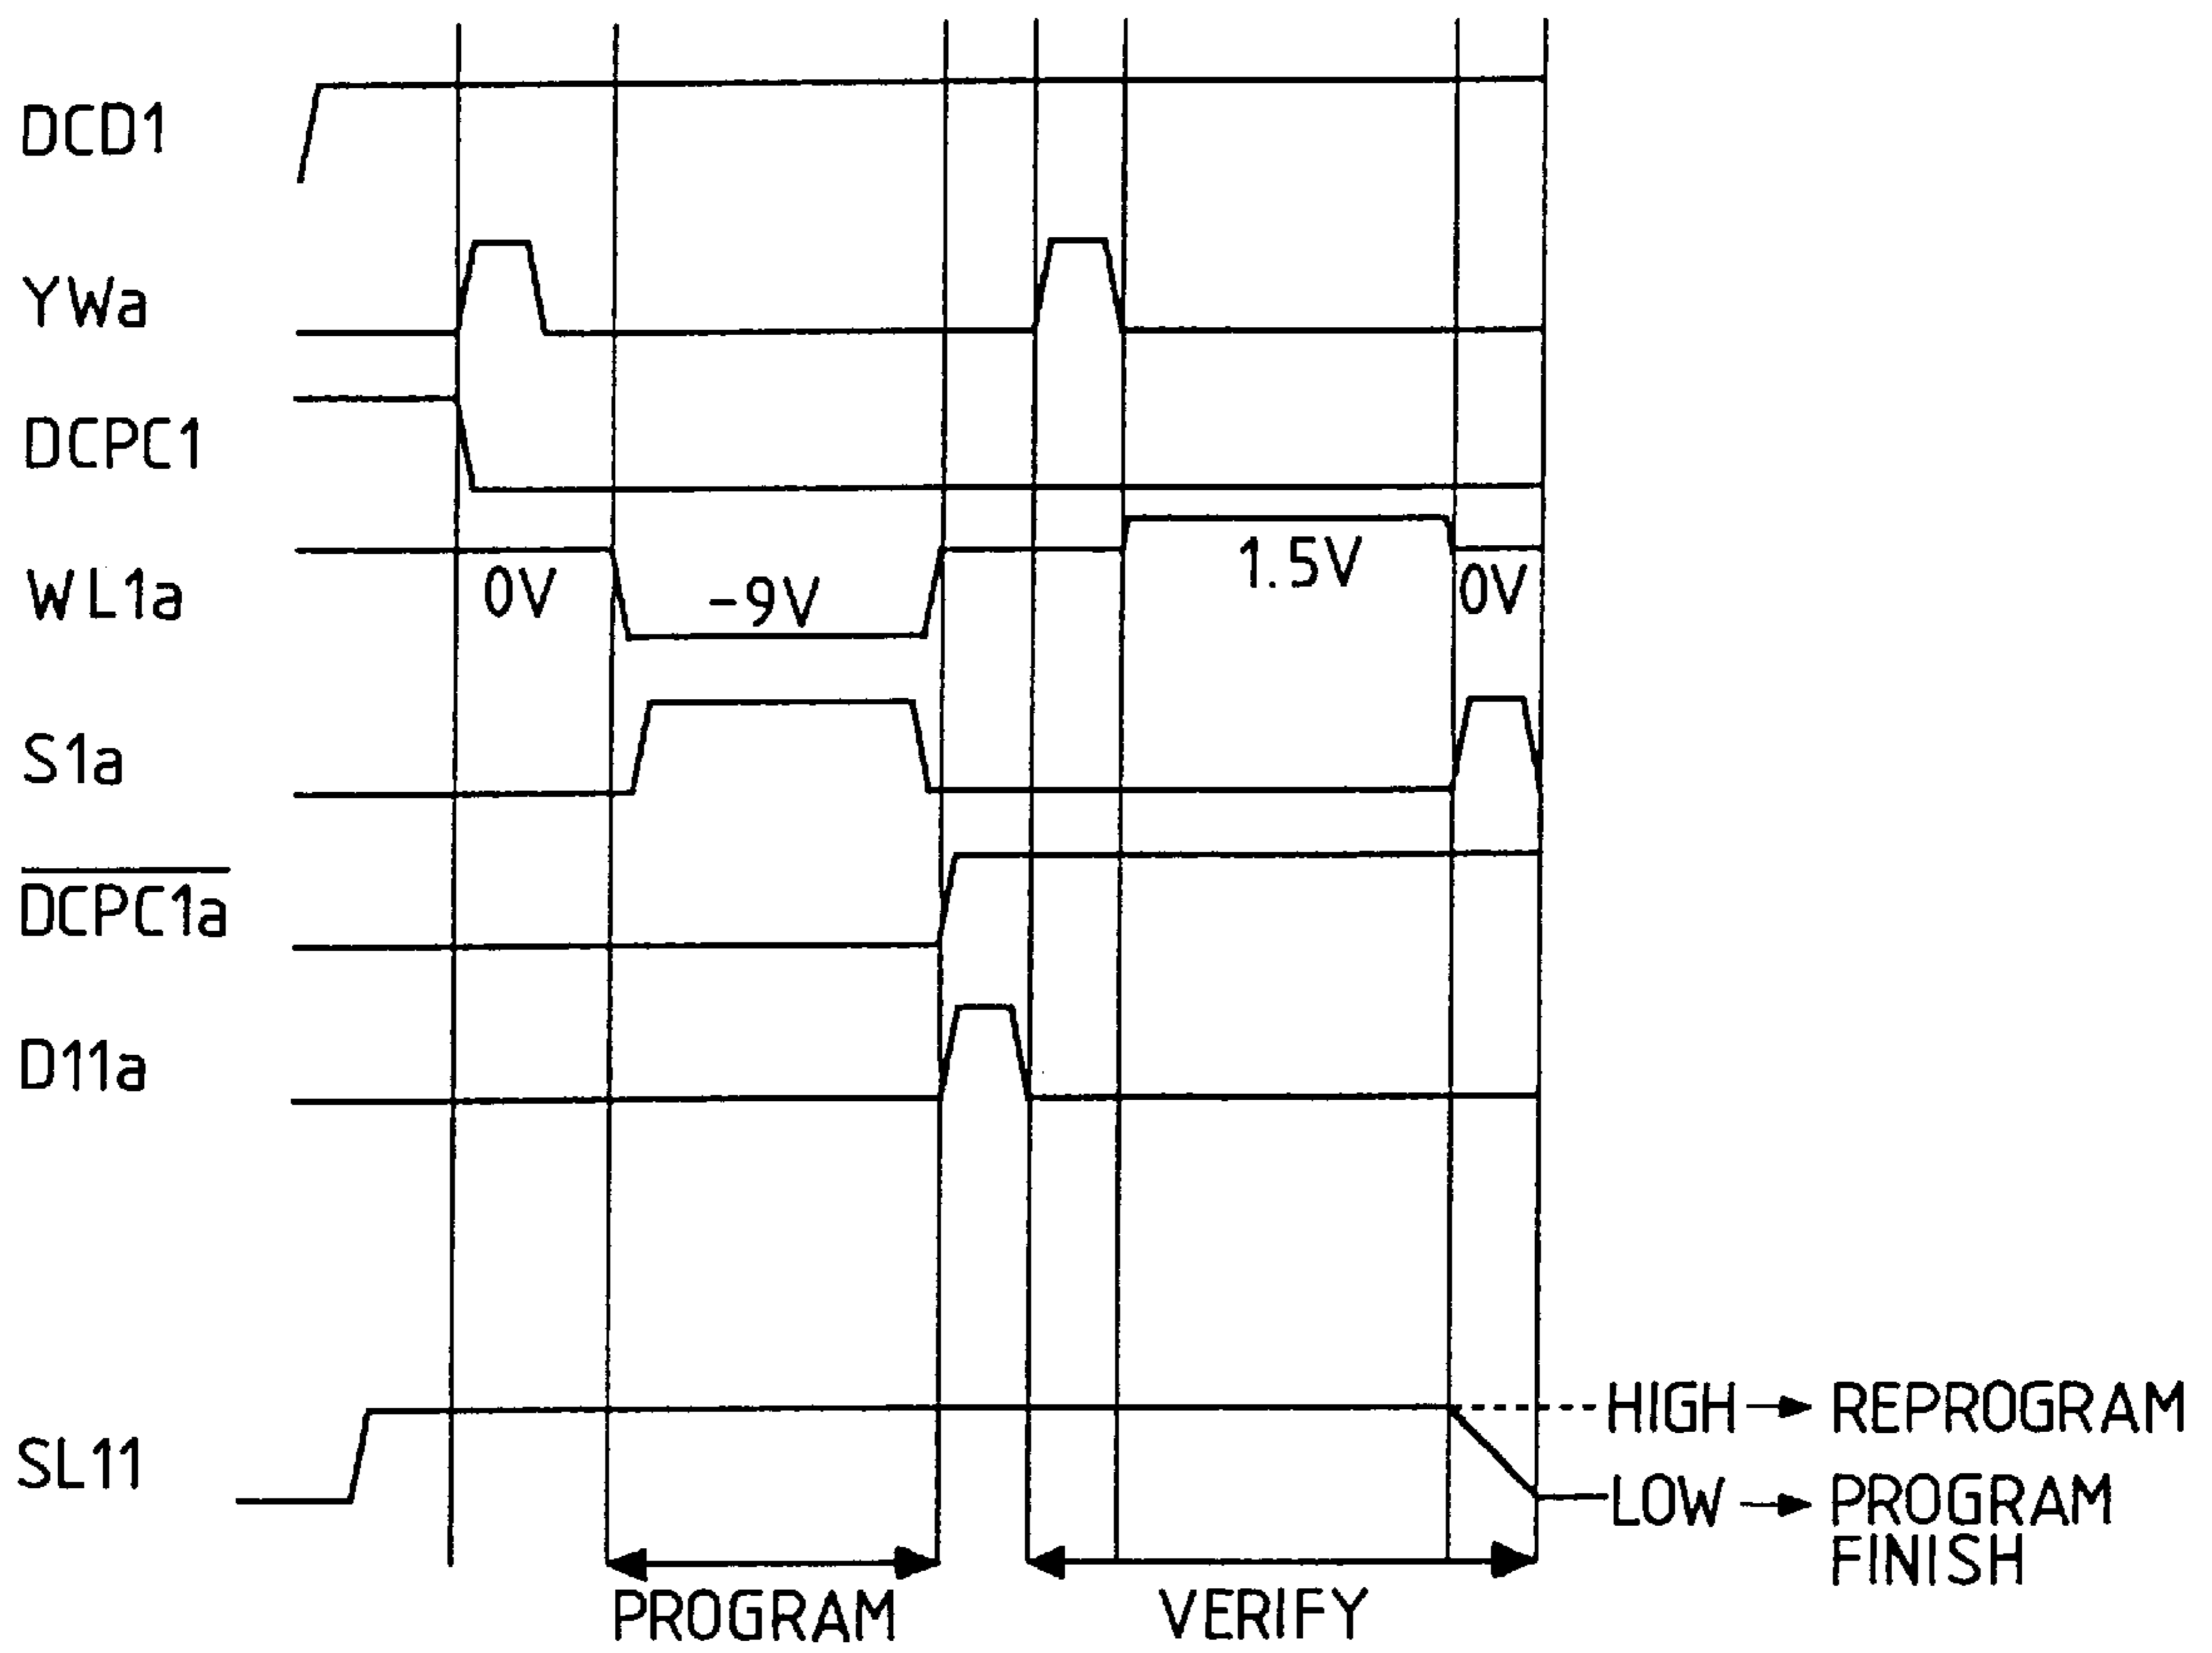 DCD1
YWa
DCPC1
WL1a 0V -9V 1.5V 0V
S1a
D̅C̅P̅C̅1̅a̅
D11a
SL11
HIGH → REPROGRAM
LOW → PROGRAM
FINISH
PROGRAM VERIFY